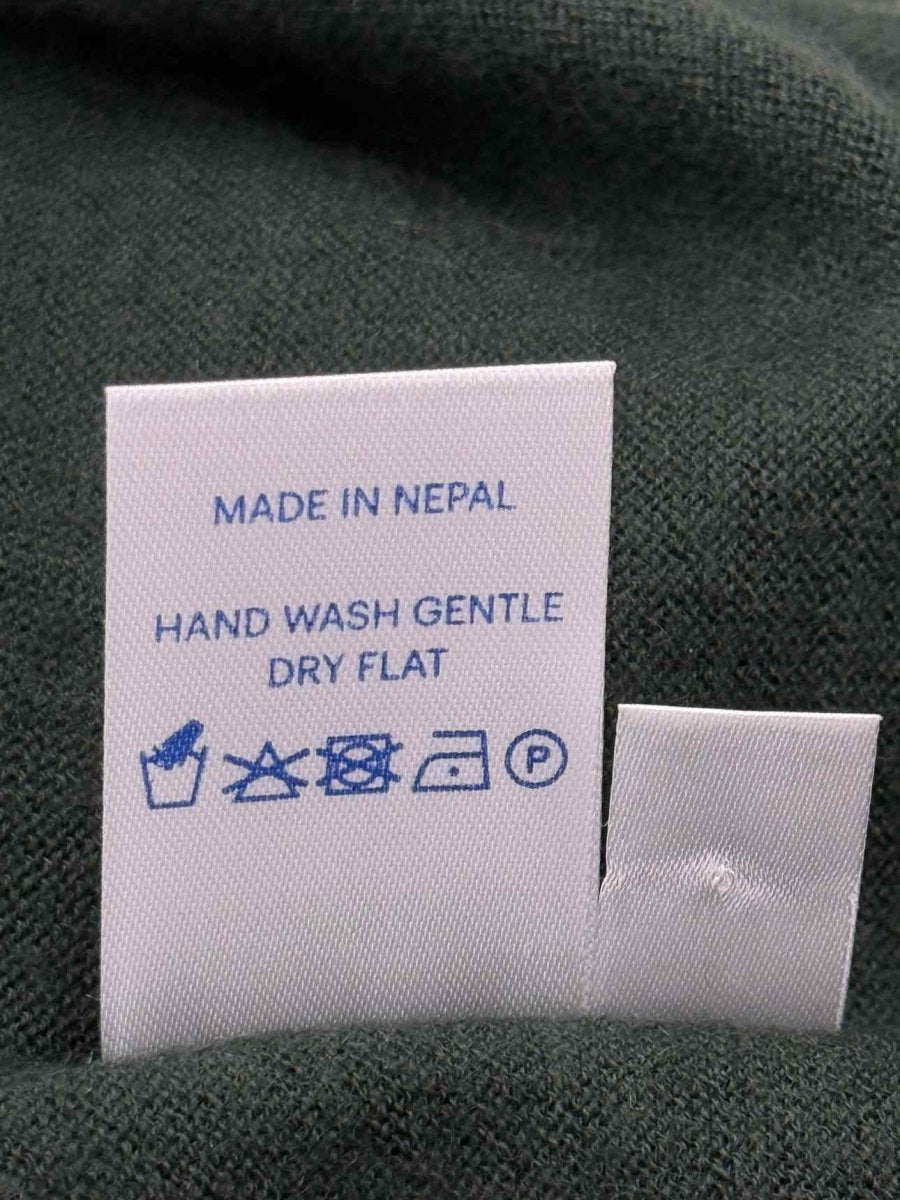 MADE IN NEPAL
HAND WASH GENTLE
DRY FLAT
P